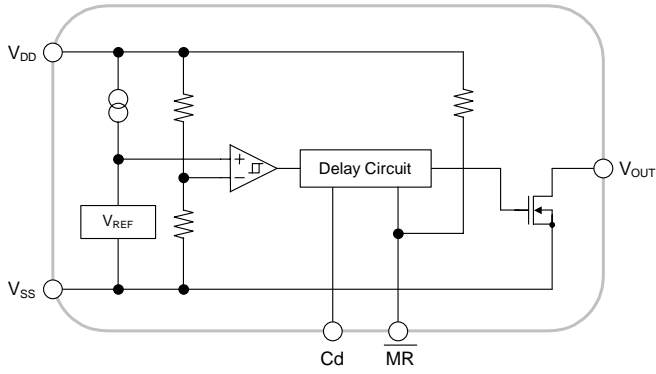 VDD
+
−
Delay Circuit
VOUT
VREF
VSS
Cd
MR